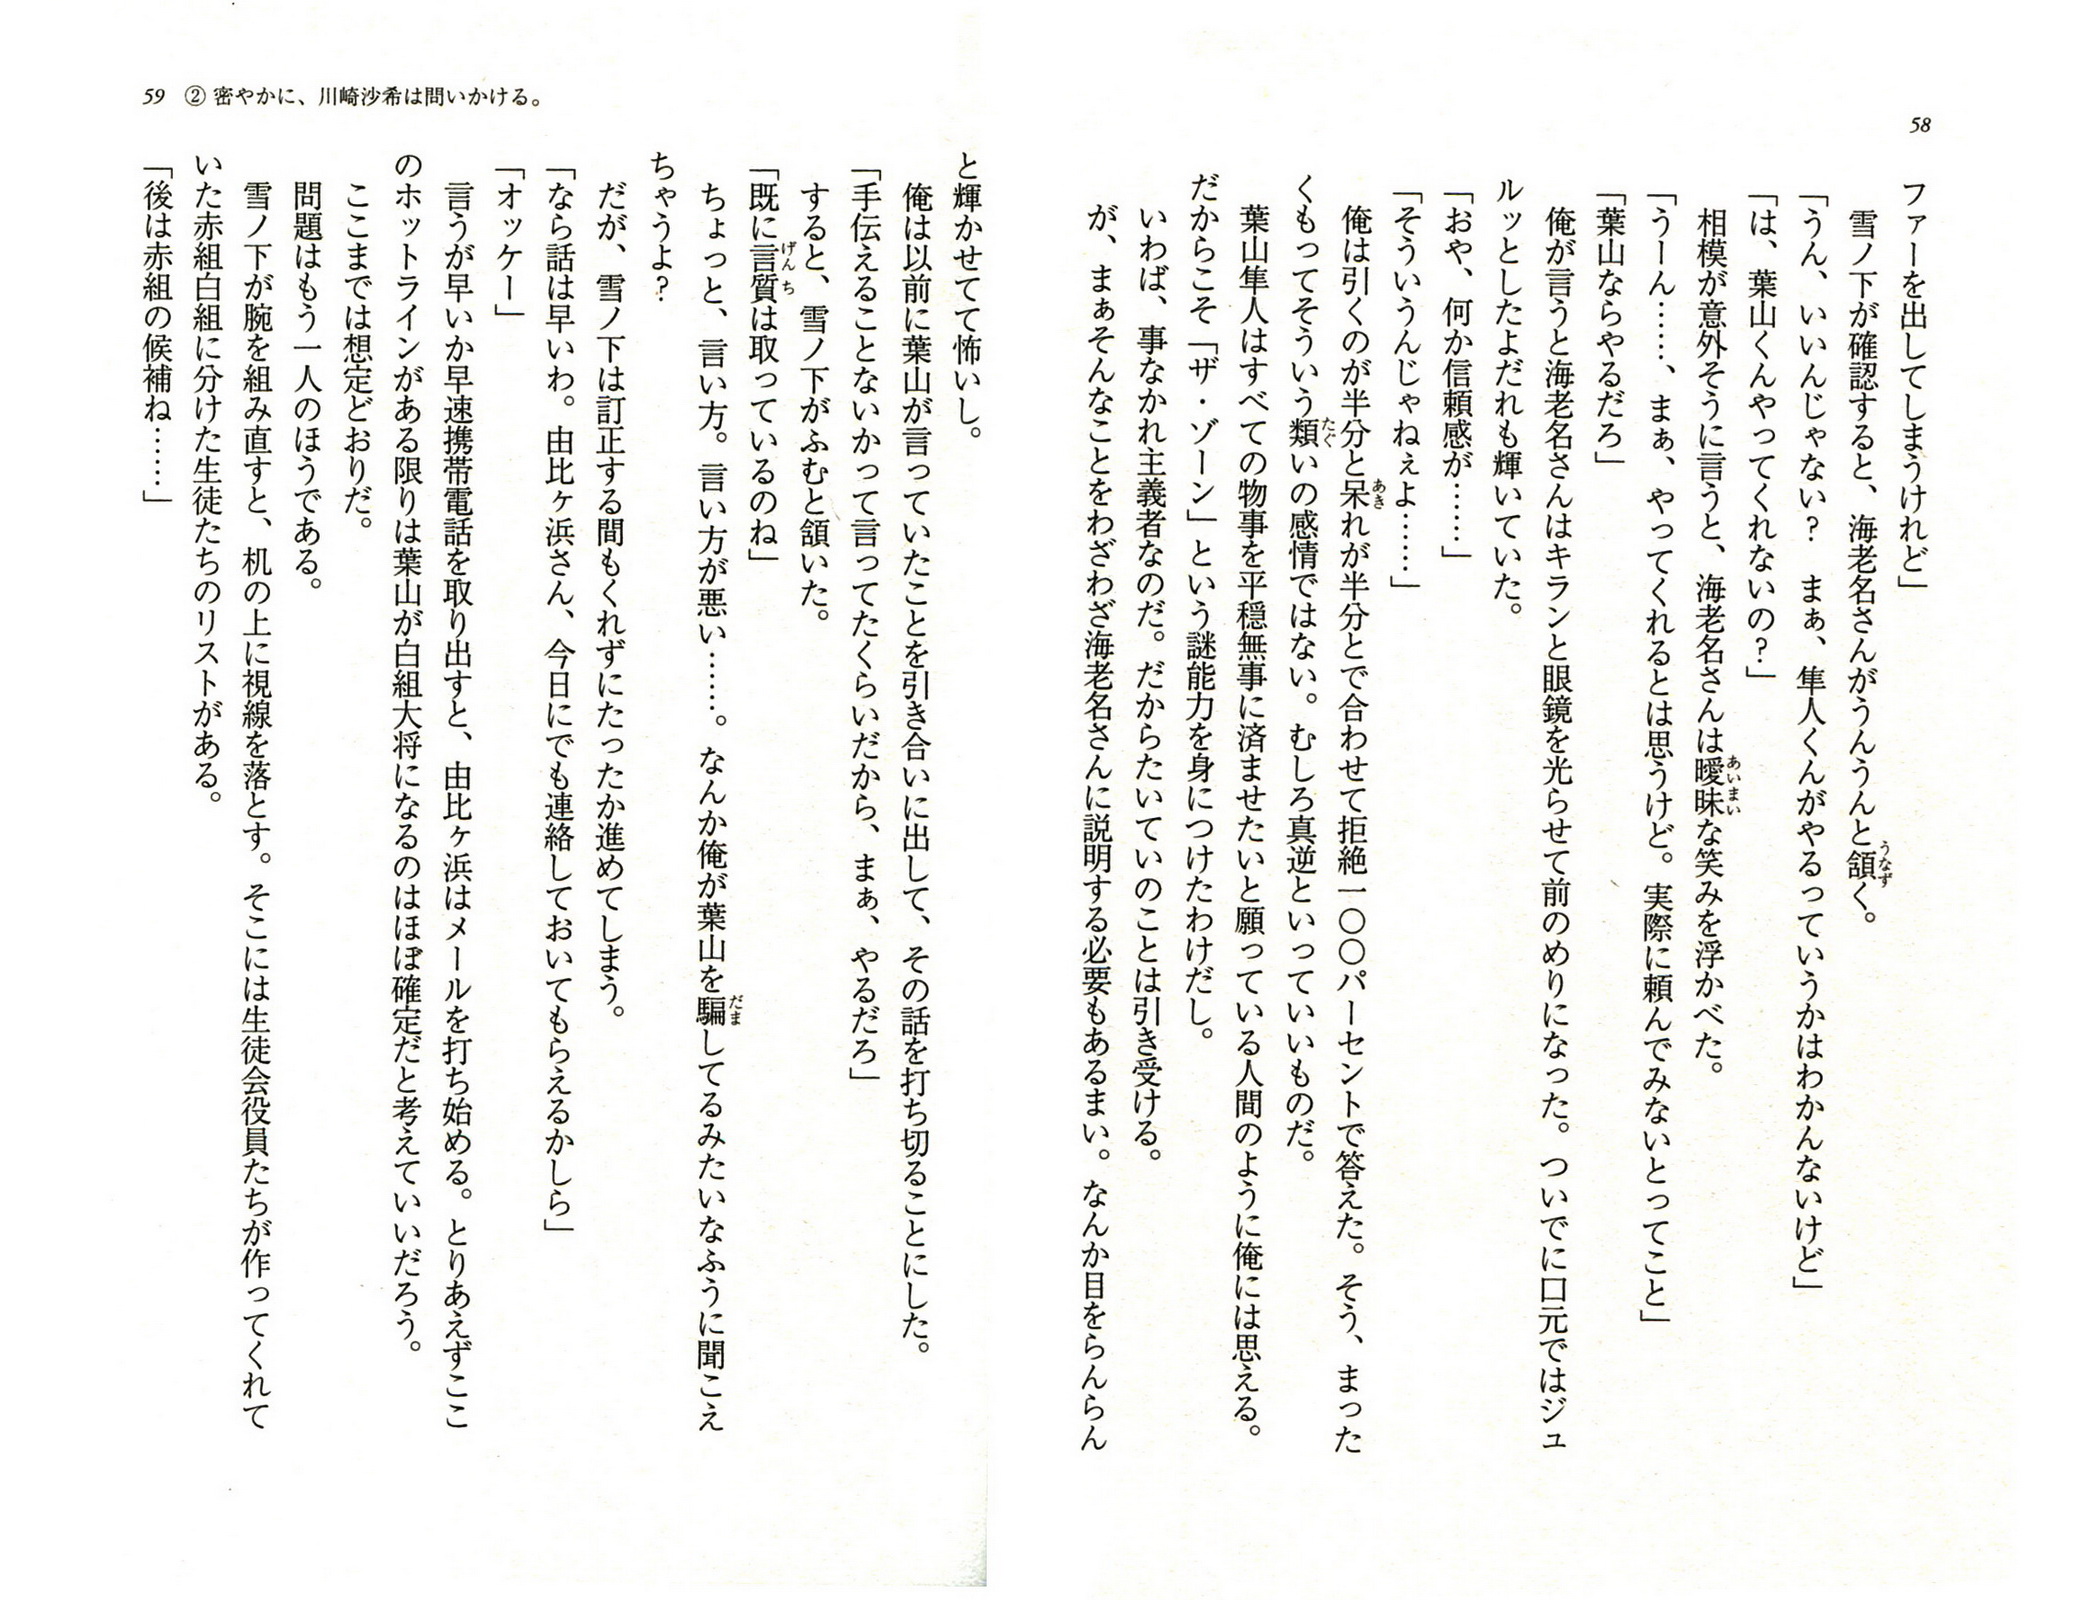 58
ファーを出してしまうけれど」
雪ノ下が確認すると、海老名さんがうんうんと頷く。
「うん、いいんじゃない？　まぁ、隼人くんがやるっていうかはわかんないけど」
「は、葉山くんやってくれないの？」
相模が意外そうに言うと、海老名さんは曖昧な笑みを浮かべた。
「うーん……、まぁ、やってくれるとは思うけど。実際に頼んでみないとってこと」
「葉山ならやるだろ」
俺が言うと海老名さんはキランと眼鏡を光らせて前のめりになった。ついでに口元ではジュ
ルッとしたよだれも輝いていた。
「おや、何か信頼感が……」
「そういうんじゃねぇよ……」
俺は引くのが半分と呆れが半分とで合わせて拒絶一〇〇パーセントで答えた。そう、まった
くもってそういう類いの感情ではない。むしろ真逆といっていいものだ。
葉山隼人はすべての物事を平穏無事に済ませたいと願っている人間のように俺には思える。
だからこそ「ザ・ゾーン」という謎能力を身につけたわけだし。
いわば、事なかれ主義者なのだ。だからたいていのことは引き受ける。
が、まぁそんなことをわざわざ海老名さんに説明する必要もあるまい。なんか目をらんらん
59　②密やかに、川崎沙希は問いかける。
と輝かせてて怖いし。
俺は以前に葉山が言っていたことを引き合いに出して、その話を打ち切ることにした。
「手伝えることないかって言ってたくらいだから、まぁ、やるだろ」
すると、雪ノ下がふむと頷いた。
「既に言質は取っているのね」
ちょっと、言い方。言い方が悪い……。なんか俺が葉山を騙してるみたいなふうに聞こえ
ちゃうよ？
だが、雪ノ下は訂正する間もくれずにたったか進めてしまう。
「なら話は早いわ。由比ヶ浜さん、今日にでも連絡しておいてもらえるかしら」
「オッケー」
言うが早いか早速携帯電話を取り出すと、由比ヶ浜はメールを打ち始める。とりあえずここ
のホットラインがある限りは葉山が白組大将になるのはほぼ確定だと考えていいだろう。
ここまでは想定どおりだ。
問題はもう一人のほうである。
雪ノ下が腕を組み直すと、机の上に視線を落とす。そこには生徒会役員たちが作ってくれて
いた赤組白組に分けた生徒たちのリストがある。
「後は赤組の候補ね……」